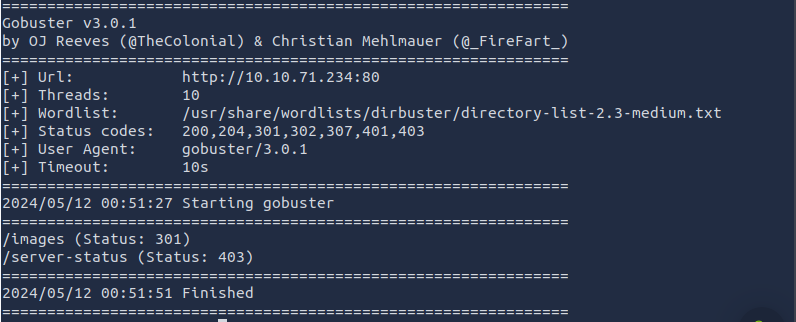 ===============================================================
Gobuster v3.0.1
by OJ Reeves (@TheColonial) & Christian Mehlmauer (@_FireFart_)
===============================================================
[+] Url:            http://10.10.71.234:80
[+] Threads:        10
[+] Wordlist:       /usr/share/wordlists/dirbuster/directory-list-2.3-medium.txt
[+] Status codes:   200,204,301,302,307,401,403
[+] User Agent:     gobuster/3.0.1
[+] Timeout:        10s
===============================================================
2024/05/12 00:51:27 Starting gobuster
===============================================================
/images (Status: 301)
/server-status (Status: 403)
===============================================================
2024/05/12 00:51:51 Finished
===============================================================